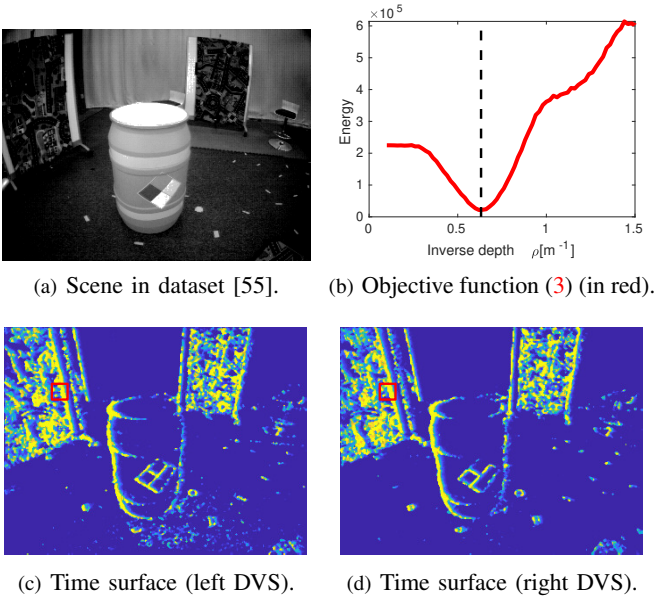 ×10 5
6
5
4
3
2
1
0
Energy
0 0.5 1 1.5
Inverse depth ρ[m -1]
(a) Scene in dataset [55].
(b) Objective function (3) (in red).
(c) Time surface (left DVS).
(d) Time surface (right DVS).